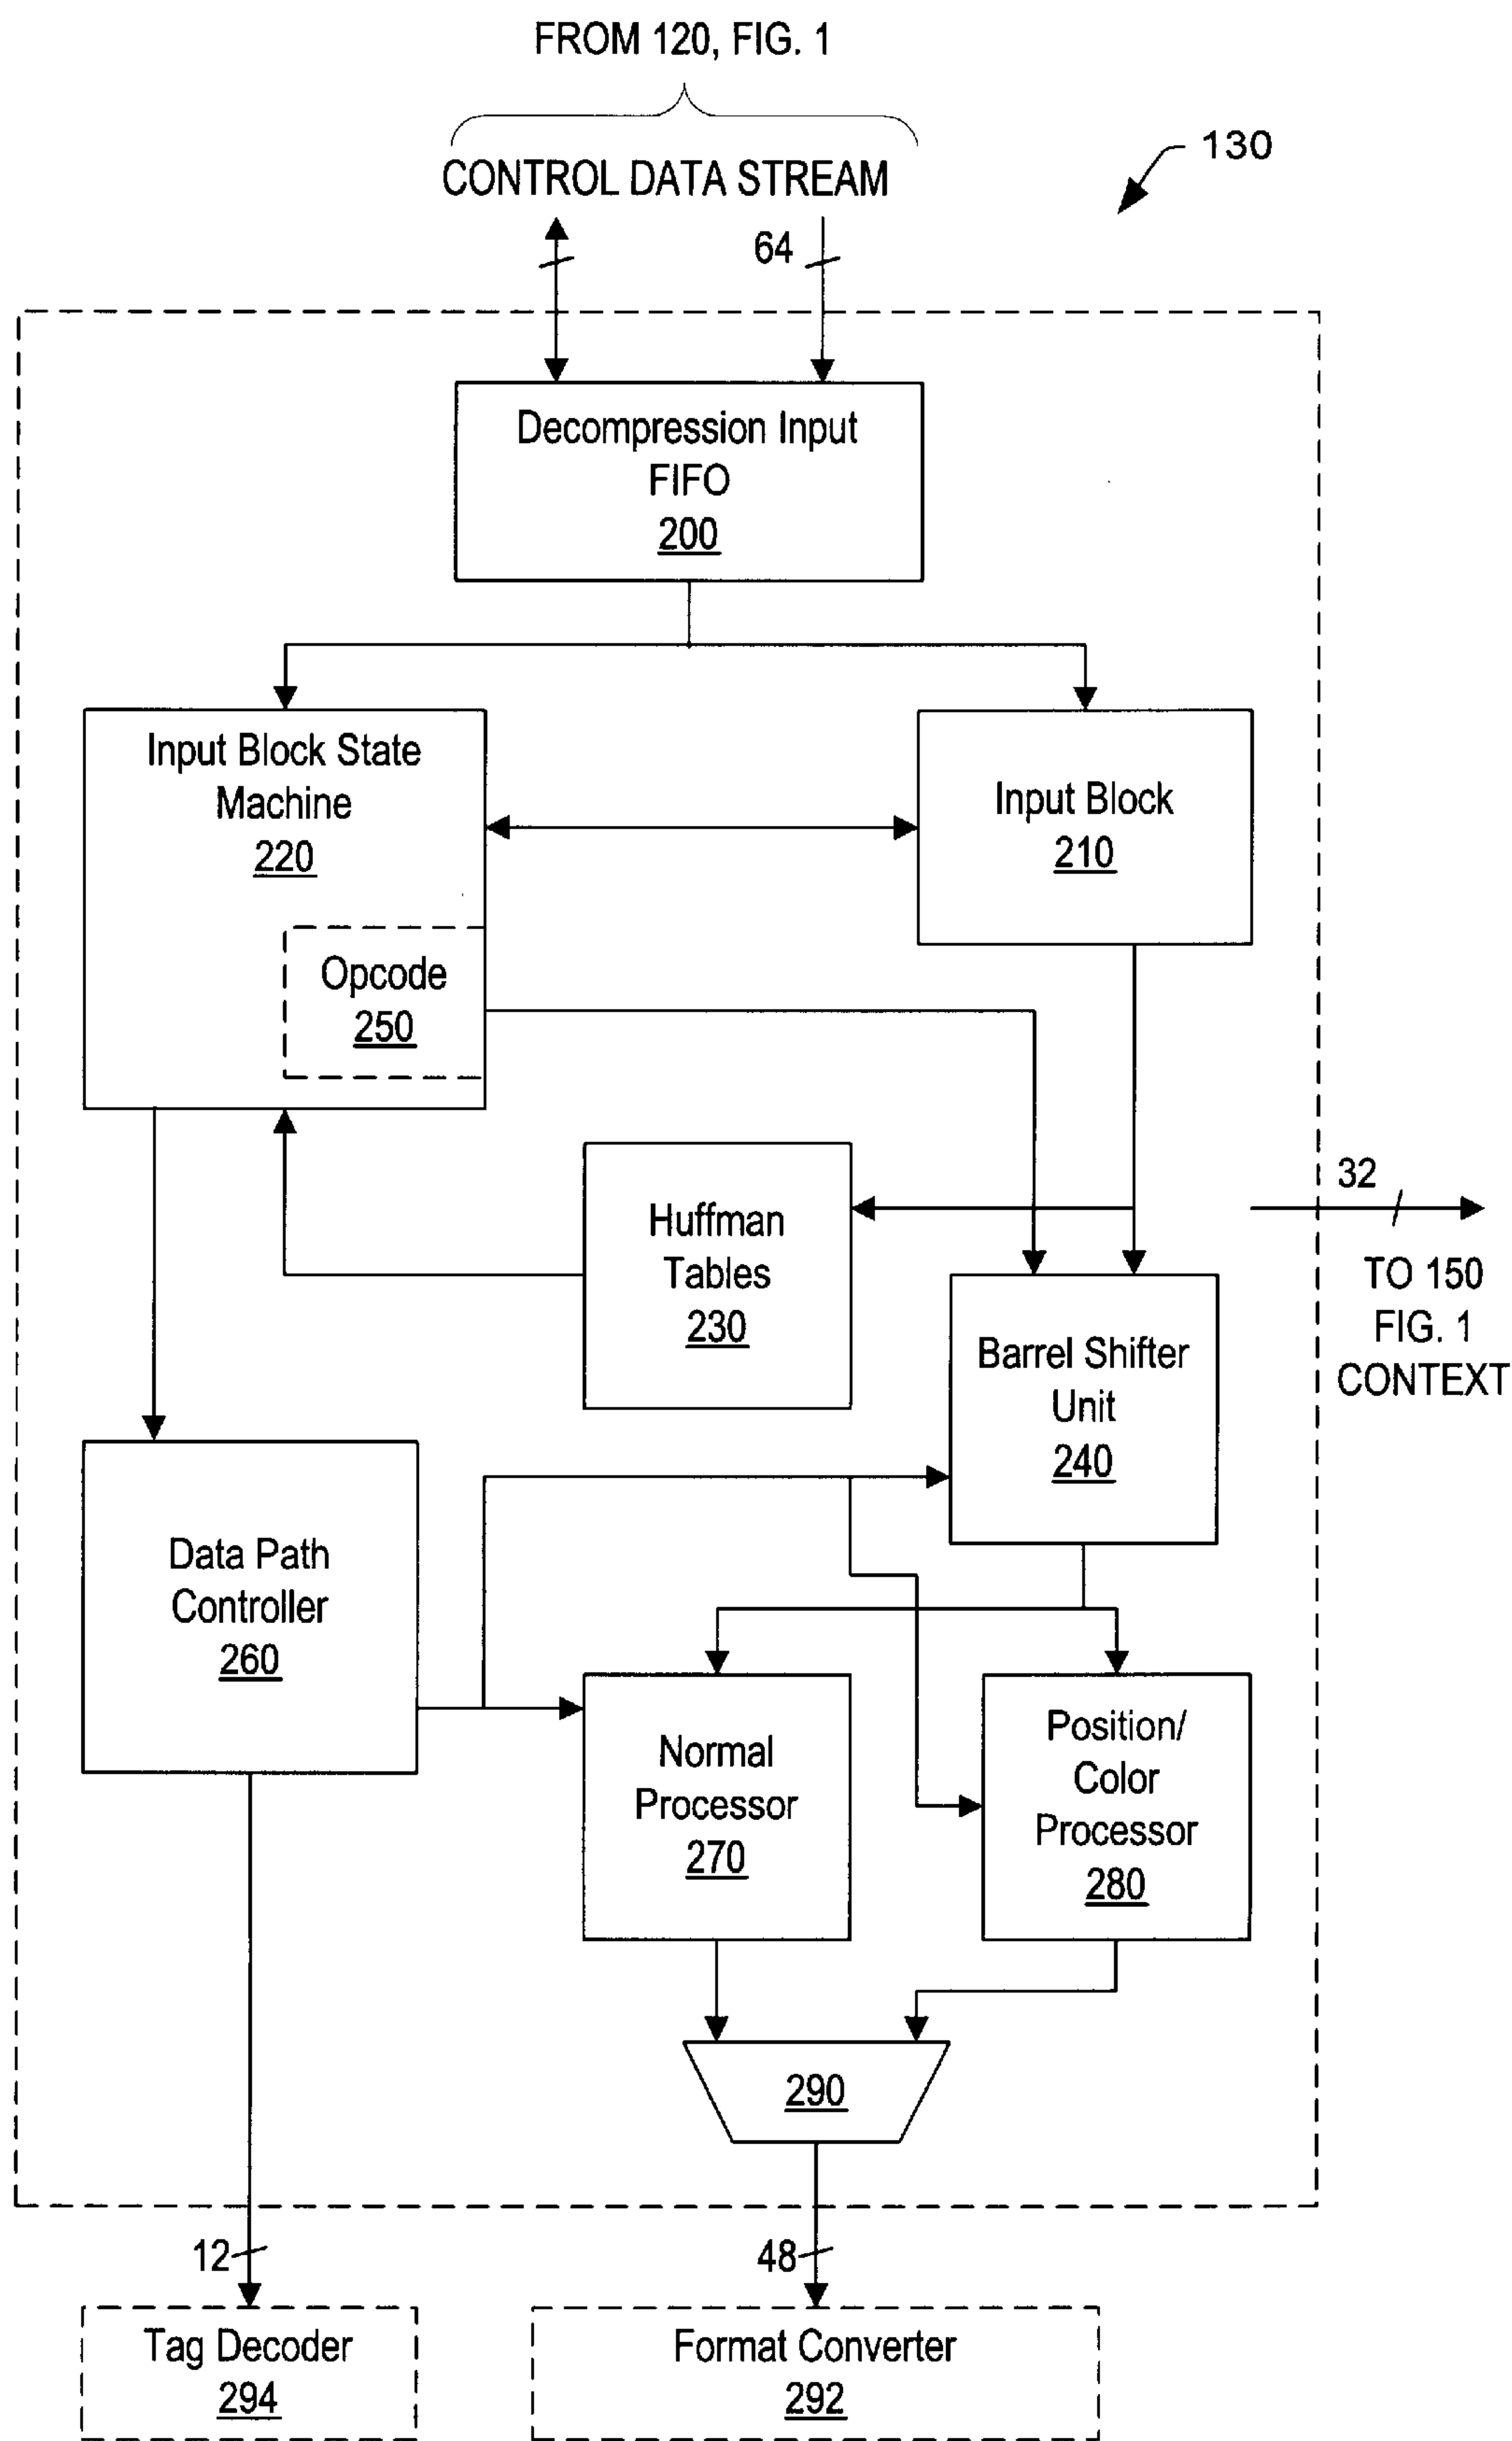 FROM 120, FIG. 1
CONTROL DATA STREAM
130
64
Decompression Input
FIFO
200
Input Block State
Machine
220
Input Block
210
Opcode
250
32
TO 150
FIG. 1
CONTEXT
Huffman
Tables
230
Barrel Shifter
Unit
240
Data Path
Controller
260
Normal
Processor
270
Position/
Color
Processor
280
290
12
48
Tag Decoder
294
Format Converter
292